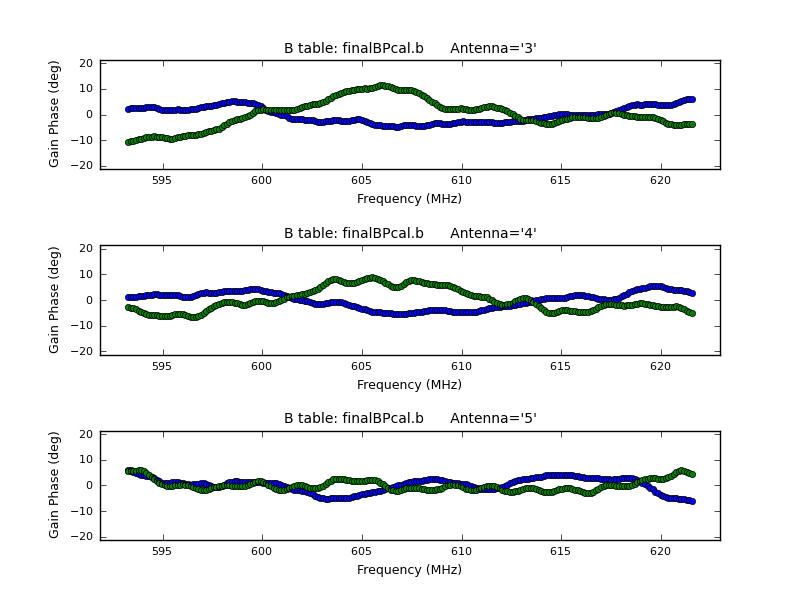 B table: finalBPcal.b Antenna='3'
20
10
0
−10
−20
Gain Phase (deg)
595 600 605 610 615 620
Frequency (MHz)
B table: finalBPcal.b Antenna='4'
20
10
0
−10
−20
Gain Phase (deg)
595 600 605 610 615 620
Frequency (MHz)
B table: finalBPcal.b Antenna='5'
20
10
0
−10
−20
Gain Phase (deg)
595 600 605 610 615 620
Frequency (MHz)